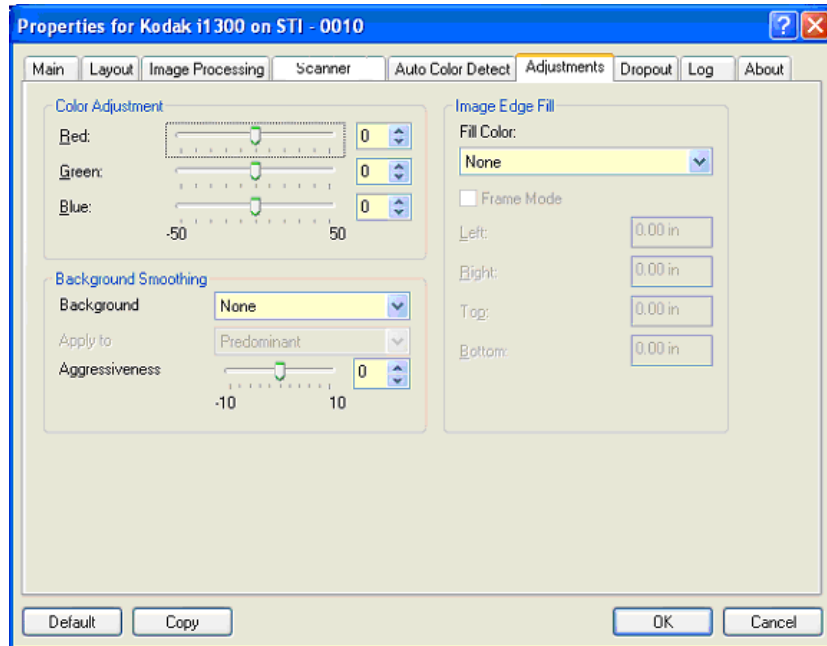 Properties for Kodak i1300 on STI - 0010
Main Layout Image Processing Scanner Auto Color Detect Adjustments Dropout Log About
Color Adjustment
Red: 0
Green: 0
Blue: 0
-50 50
Background Smoothing
Background None
Apply to Predominant
Aggressiveness 0
-10 10
Image Edge Fill
Fill Color:
None
Frame Mode
Left: 0.00 in
Right: 0.00 in
Top: 0.00 in
Bottom: 0.00 in
Default Copy OK Cancel